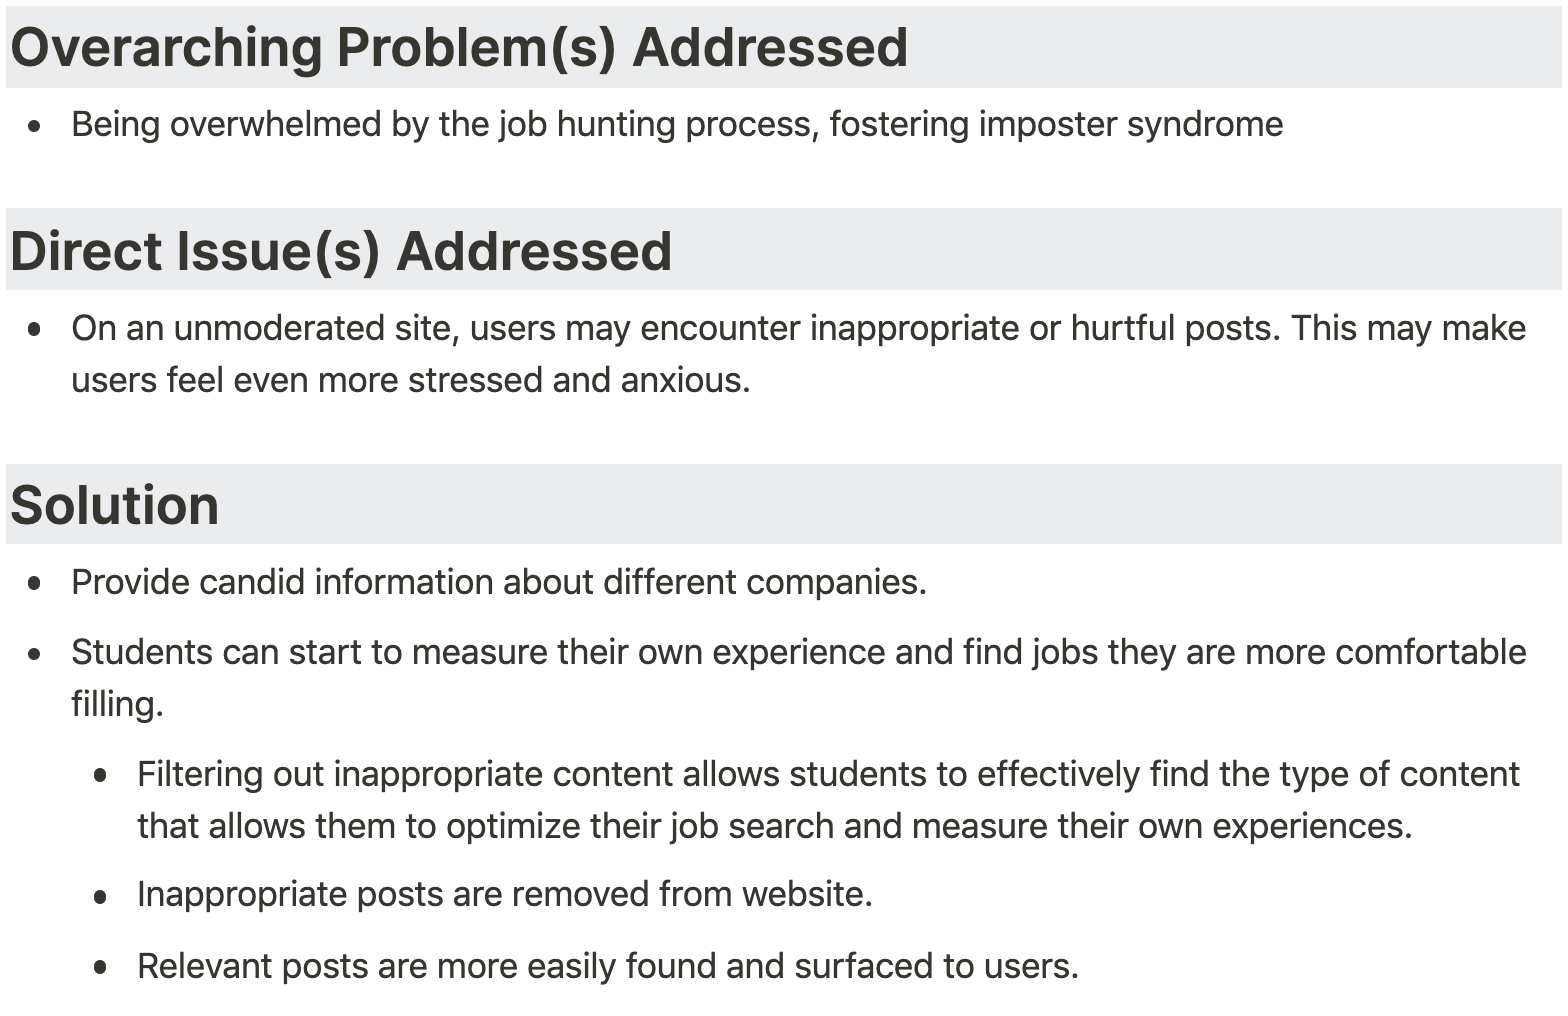 Overarching Problem(s) Addressed
• Being overwhelmed by the job hunting process, fostering imposter syndrome
Direct Issue(s) Addressed
• On an unmoderated site, users may encounter inappropriate or hurtful posts. This may make
users feel even more stressed and anxious.
Solution
• Provide candid information about different companies.
• Students can start to measure their own experience and find jobs they are more comfortable
filling.
• Filtering out inappropriate content allows students to effectively find the type of content
that allows them to optimize their job search and measure their own experiences.
• Inappropriate posts are removed from website.
• Relevant posts are more easily found and surfaced to users.